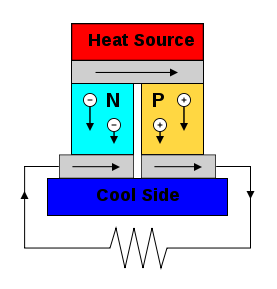 Heat Source
N P
− +
− +
Cool Side